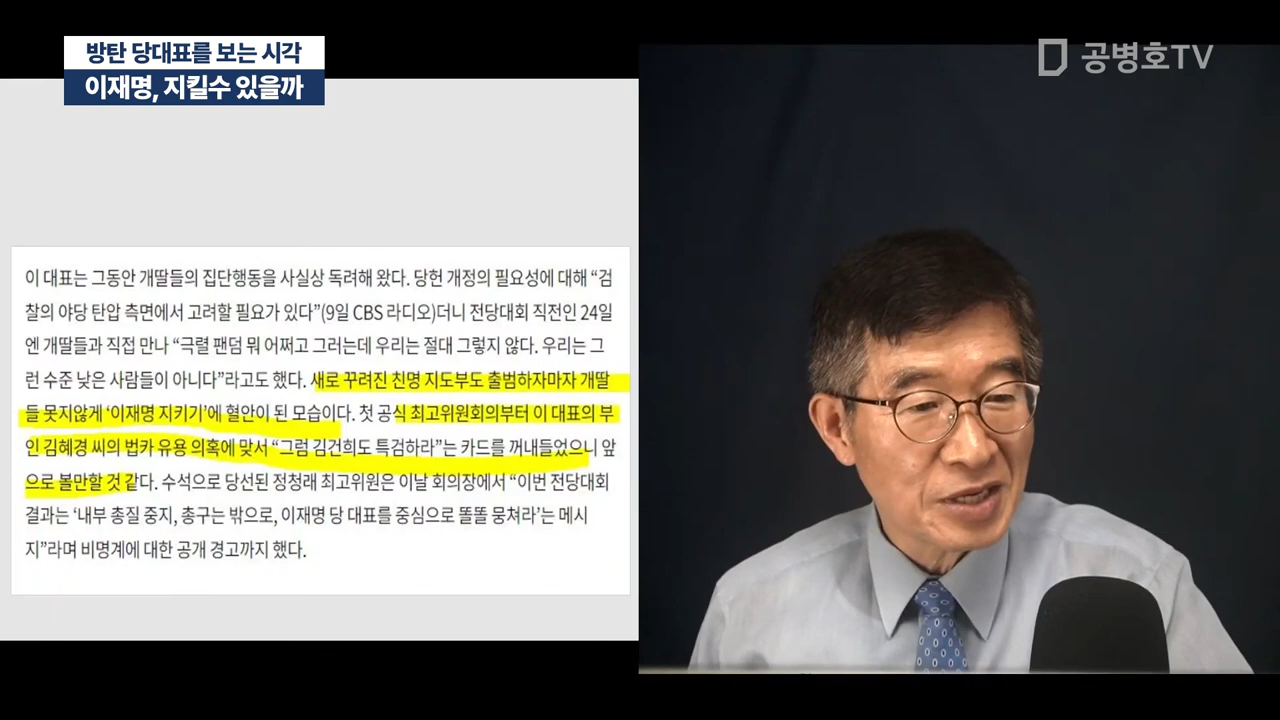 방탄 당대표를 보는 시각
이재명, 지킬수 있을까
공병호TV
이 대표는 그동안 개딸들의 집단행동을 사실상 독려해 왔다. 당헌 개정의 필요성에 대해 “검
찰의 야당 탄압 측면에서 고려할 필요가 있다”(9일 CBS 라디오)더니 전당대회 직전인 24일
엔 개딸들과 직접 만나 “극렬 팬덤 뭐 어쩌고 그러는데 우리는 절대 그렇지 않다. 우리는 그
런 수준 낮은 사람들이 아니다”라고도 했다. 새로 꾸려진 친명 지도부도 출범하자마자 개딸
들 못지않게 ‘이재명 지키기’에 혈안이 된 모습이다. 첫 공식 최고위원회의부터 이 대표의 부
인 김혜경 씨의 법카 유용 의혹에 맞서 “그럼 김건희도 특검하라”는 카드를 꺼내들었으니 앞
으로 볼만할 것 같다. 수석으로 당선된 정청래 최고위원은 이날 회의장에서 “이번 전당대회
결과는 ‘내부 총질 중지, 총구는 밖으로, 이재명 당 대표를 중심으로 똘똘 뭉쳐라’는 메시
지”라며 비명계에 대한 공개 경고까지 했다.